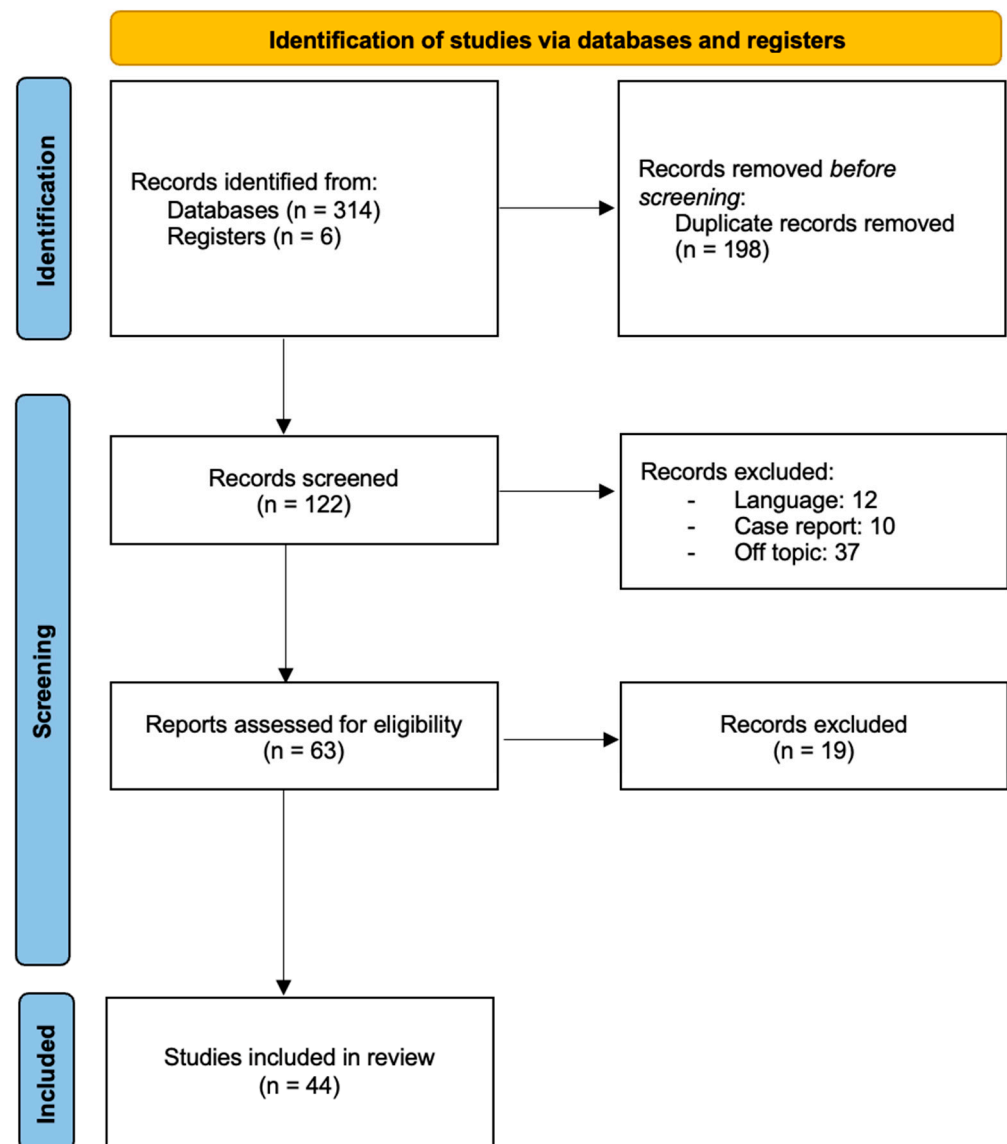 Identification of studies via databases and registers
Identification
Records identified from:
Databases (n = 314)
Registers (n = 6)
Records removed before
screening:
Duplicate records removed
(n = 198)
Screening
Records screened
(n = 122)
Records excluded:
- Language: 12
- Case report: 10
- Off topic: 37
Reports assessed for eligibility
(n = 63)
Records excluded
(n = 19)
Included
Studies included in review
(n = 44)